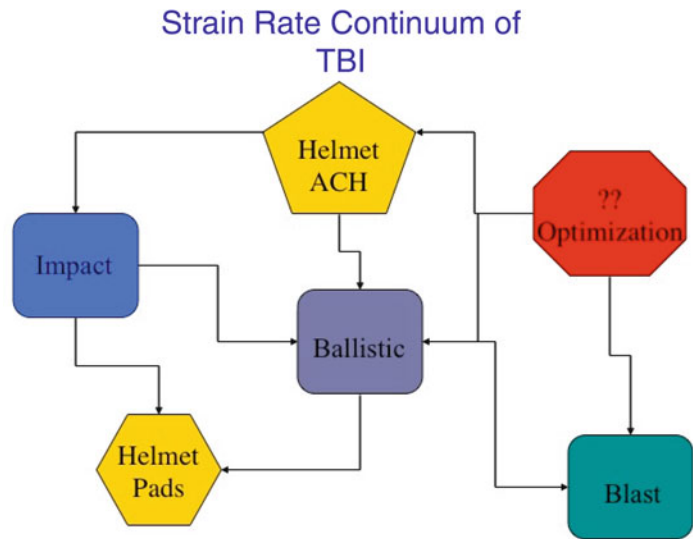 Strain Rate Continuum of
TBI
Helmet
ACH
??
Optimization
Impact
Ballistic
Helmet
Pads
Blast